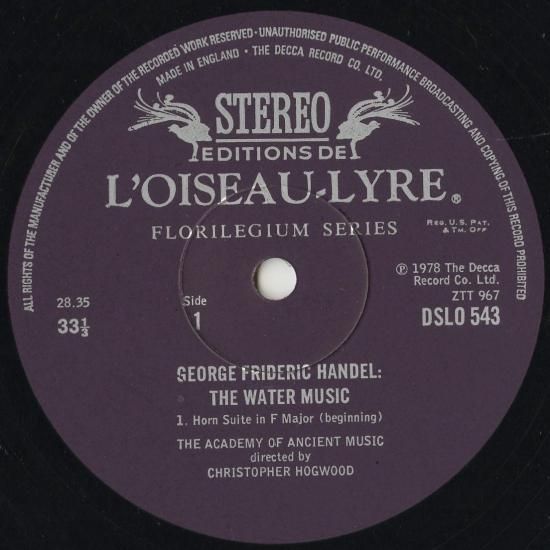 ALL RIGHTS OF THE MANUFACTURER AND OF THE OWNER OF THE RECORDED WORK RESERVED · UNAUTHORISED PUBLIC PERFORMANCE BROADCASTING AND COPYING OF THIS RECORD PROHIBITED
MADE IN ENGLAND · THE DECCA RECORD CO. LTD.
STEREO
EDITIONS DE
L'OISEAU-LYRE®
FLORILEGIUM SERIES
REG. U.S. PAT.
& TM. OFF
℗ 1978 The Decca
Record Co. Ltd.
ZTT 967
DSLO 543
28.35
33⅓
Side
1
GEORGE FRIDERIC HANDEL:
THE WATER MUSIC
1. Horn Suite in F Major (beginning)
THE ACADEMY OF ANCIENT MUSIC
directed by
CHRISTOPHER HOGWOOD